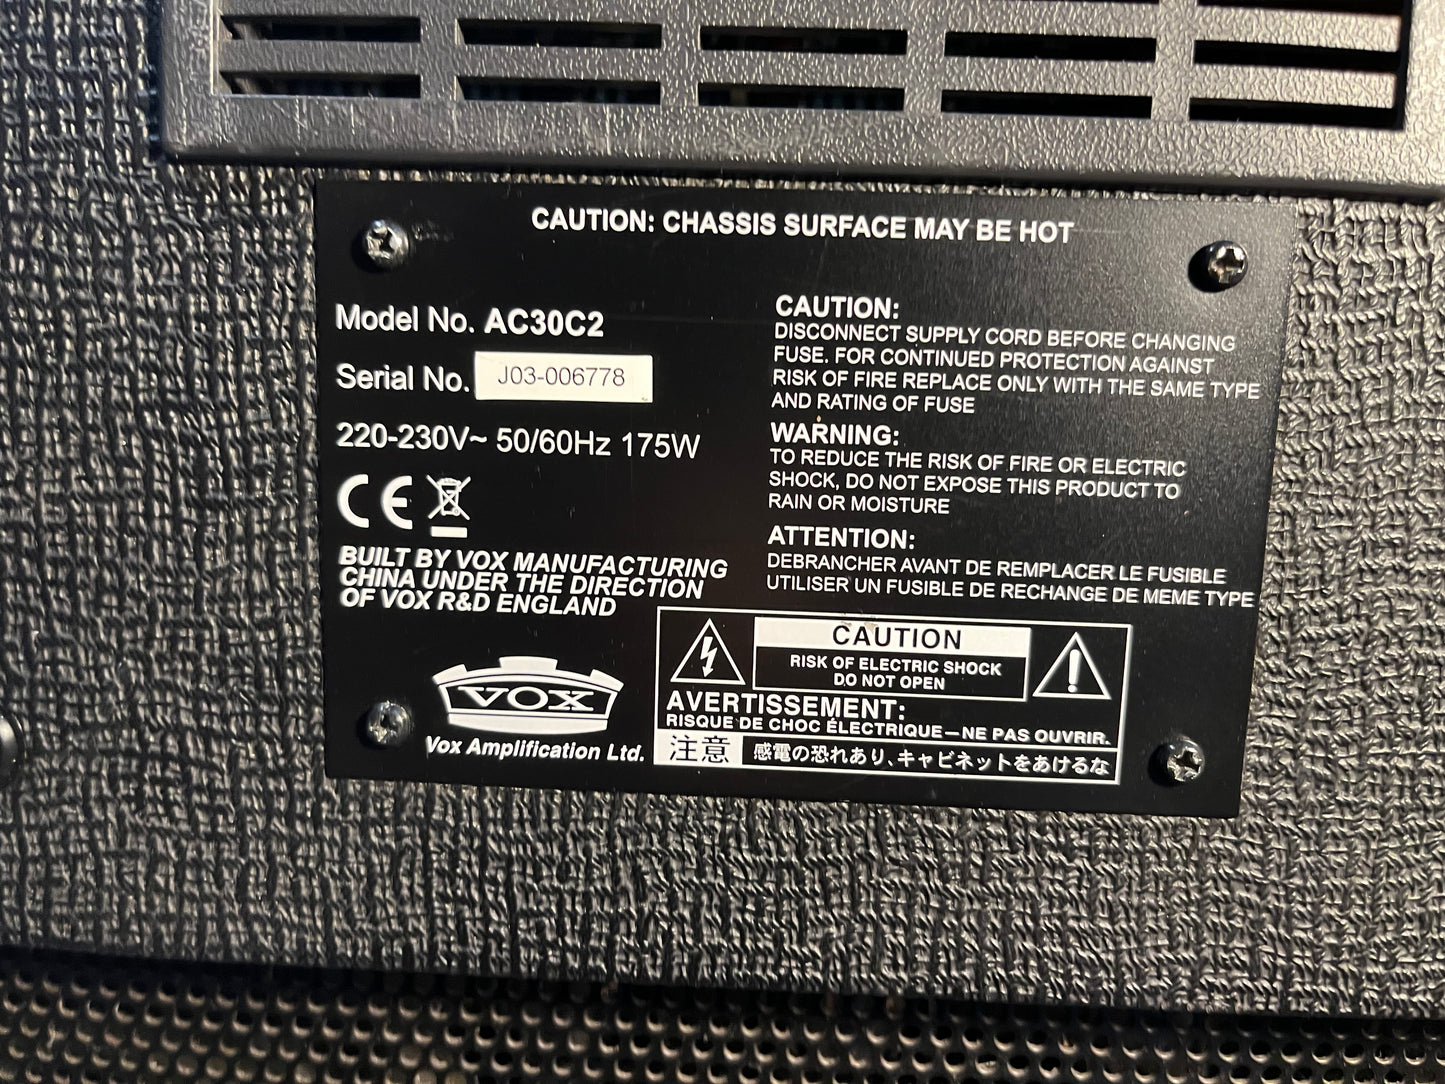 CAUTION: CHASSIS SURFACE MAY BE HOT
Model No. AC30C2
Serial No. J03-006778
220-230V~ 50/60Hz 175W
CE
BUILT BY VOX MANUFACTURING
CHINA UNDER THE DIRECTION
OF VOX R&D ENGLAND
VOX
Vox Amplification Ltd.
CAUTION:
DISCONNECT SUPPLY CORD BEFORE CHANGING
FUSE. FOR CONTINUED PROTECTION AGAINST
RISK OF FIRE REPLACE ONLY WITH THE SAME TYPE
AND RATING OF FUSE
WARNING:
TO REDUCE THE RISK OF FIRE OR ELECTRIC
SHOCK, DO NOT EXPOSE THIS PRODUCT TO
RAIN OR MOISTURE
ATTENTION:
DEBRANCHER AVANT DE REMPLACER LE FUSIBLE
UTILISER UN FUSIBLE DE RECHANGE DE MEME TYPE
CAUTION
RISK OF ELECTRIC SHOCK
DO NOT OPEN
AVERTISSEMENT:
RISQUE DE CHOC ÉLECTRIQUE—NE PAS OUVRIR.
注意 感電の恐れあり、キャビネットをあけるな